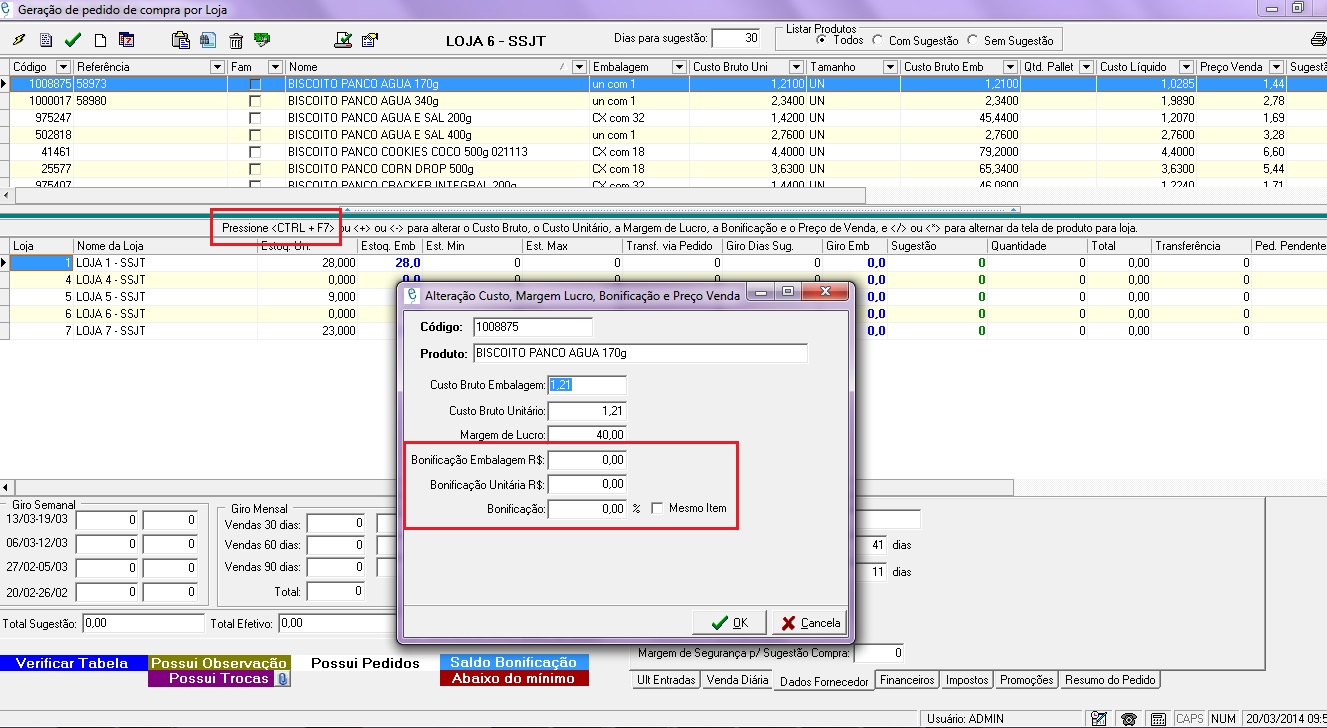 Geração de pedido de compra por Loja
LOJA 6 - SSJT
Dias para sugestão: 30
Listar Produtos
Todos Com Sugestão Sem Sugestão
Código Referência Fam Nome Embalagem Custo Bruto Uni Tamanho Custo Bruto Emb Qtd. Pallet Custo Líquido Preço Venda
1008875 58973 BISCOITO PANCO AGUA 170g un com 1 1,2100 UN 1,2100 1,0285 1,44
1000017 58980 BISCOITO PANCO AGUA 340g un com 1 2,3400 UN 2,3400 1,9890 2,78
975247 BISCOITO PANCO AGUA E SAL 200g CX com 32 1,4200 UN 45,4400 1,2070 1,69
502818 BISCOITO PANCO AGUA E SAL 400g un com 1 2,7600 UN 2,7600 2,7600 3,28
41461 BISCOITO PANCO COOKIES COCO 500g 021113 CX com 18 4,4000 UN 79,2000 4,4000 6,60
25577 BISCOITO PANCO CORN DROP 500g CX com 18 3,6300 UN 65,3400 3,6300 5,44
975407 BISCOITO PANCO CRACKER INTEGRAL 200g CX com 32 1,4400 UN 46,0800 1,2240 1,71
Pressione <CTRL + F7> ou <+> ou <-> para alterar o Custo Bruto, o Custo Unitário, a Margem de Lucro, a Bonificação e o Preço de Venda, e </> ou <*> para alternar da tela de produto para loja.
Loja Nome da Loja Estoq. Un. Estoq. Emb Est. Min Est. Max Transf. via Pedido Giro Dias Sug. Giro Emb Sugestão Quantidade Total Transferência Ped. Pendente
1 LOJA 1 - SSJT 28,000 28,0 0 0 0 0 0,0 0 0 0,00 0
4 LOJA 4 - SSJT 0,000 0,0 0 0 0 0 0,0 0 0 0,00 0
5 LOJA 5 - SSJT 9,000 0,0 0 0 0,00 0
6 LOJA 6 - SSJT 0,000 0,0 0 0 0,00 0
7 LOJA 7 - SSJT 23,000 0,0 0 0 0,00 0
Alteração Custo, Margem Lucro, Bonificação e Preço Venda
Código: 1008875
Produto: BISCOITO PANCO AGUA 170g
Custo Bruto Embalagem: 1,21
Custo Bruto Unitário: 1,21
Margem de Lucro: 40,00
Bonificação Embalagem R$: 0,00
Bonificação Unitária R$: 0,00
Bonificação: 0,00 % Mesmo Item
OK Cancela
Giro Semanal
13/03-19/03 0 0
06/03-12/03 0 0
27/02-05/03 0 0
20/02-26/02 0 0
Giro Mensal
Vendas 30 dias: 0
Vendas 60 dias: 0
Vendas 90 dias: 0
Total: 0
41 dias
11 dias
Total Sugestão: 0,00 Total Efetivo: 0,00
Margem de Segurança p/ Sugestão Compra: 0
Verificar Tabela Possui Observação Possui Pedidos Saldo Bonificação
Possui Trocas Abaixo do mínimo
Ult Entradas Venda Diária Dados Fornecedor Financeiros Impostos Promoções Resumo do Pedido
Usuário: ADMIN CAPS NUM 20/03/2014